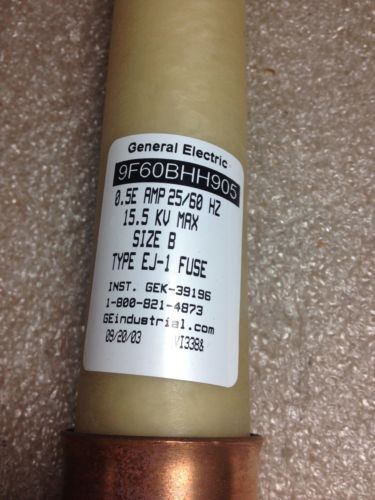 General Electric
9F60BHH905
0.5E AMP 25/60 HZ
15.5 KV MAX
SIZE B
TYPE EJ-1 FUSE
INST. GEK-39196
1-800-821-4873
GEindustrial.com
09/20/03 VI338&